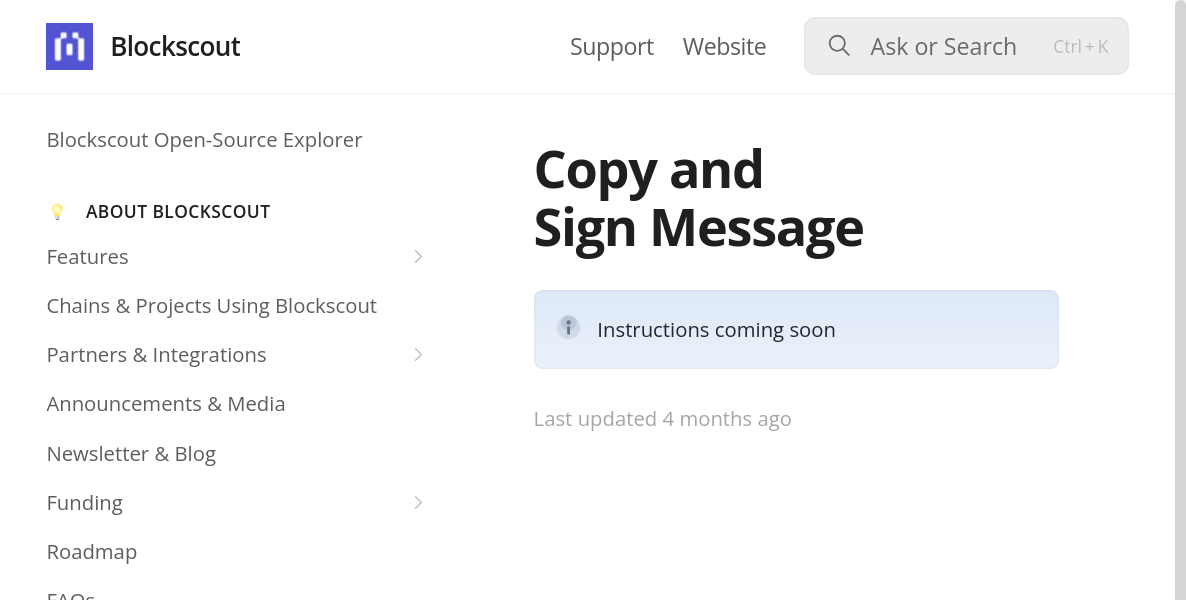 Blockscout
Support
Website
Ask or Search
Ctrl + K
Blockscout Open-Source Explorer
ABOUT BLOCKSCOUT
Features
Chains & Projects Using Blockscout
Partners & Integrations
Announcements & Media
Newsletter & Blog
Funding
Roadmap
FAQs
Copy and
Sign Message
Instructions coming soon
Last updated 4 months ago